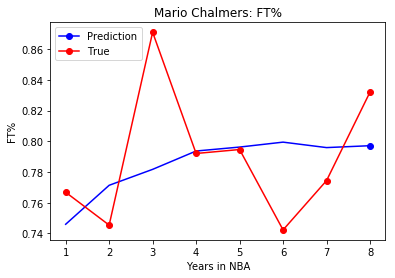 Mario Chalmers: FT%
Prediction
True
FT%
0.86
0.84
0.82
0.80
0.78
0.76
0.74
1 2 3 4 5 6 7 8
Years in NBA